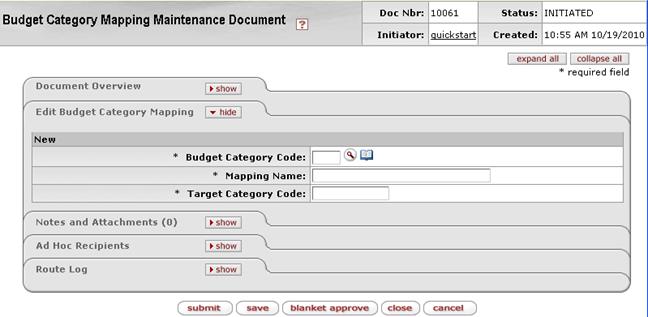 Budget Category Mapping Maintenance Document ?
Doc Nbr: 10061 Status: INITIATED
Initiator: quickstart Created: 10:55 AM 10/19/2010
expand all collapse all
* required field
Document Overview show
Edit Budget Category Mapping hide
New
* Budget Category Code:
* Mapping Name:
* Target Category Code:
Notes and Attachments (0) show
Ad Hoc Recipients show
Route Log show
submit save blanket approve close cancel